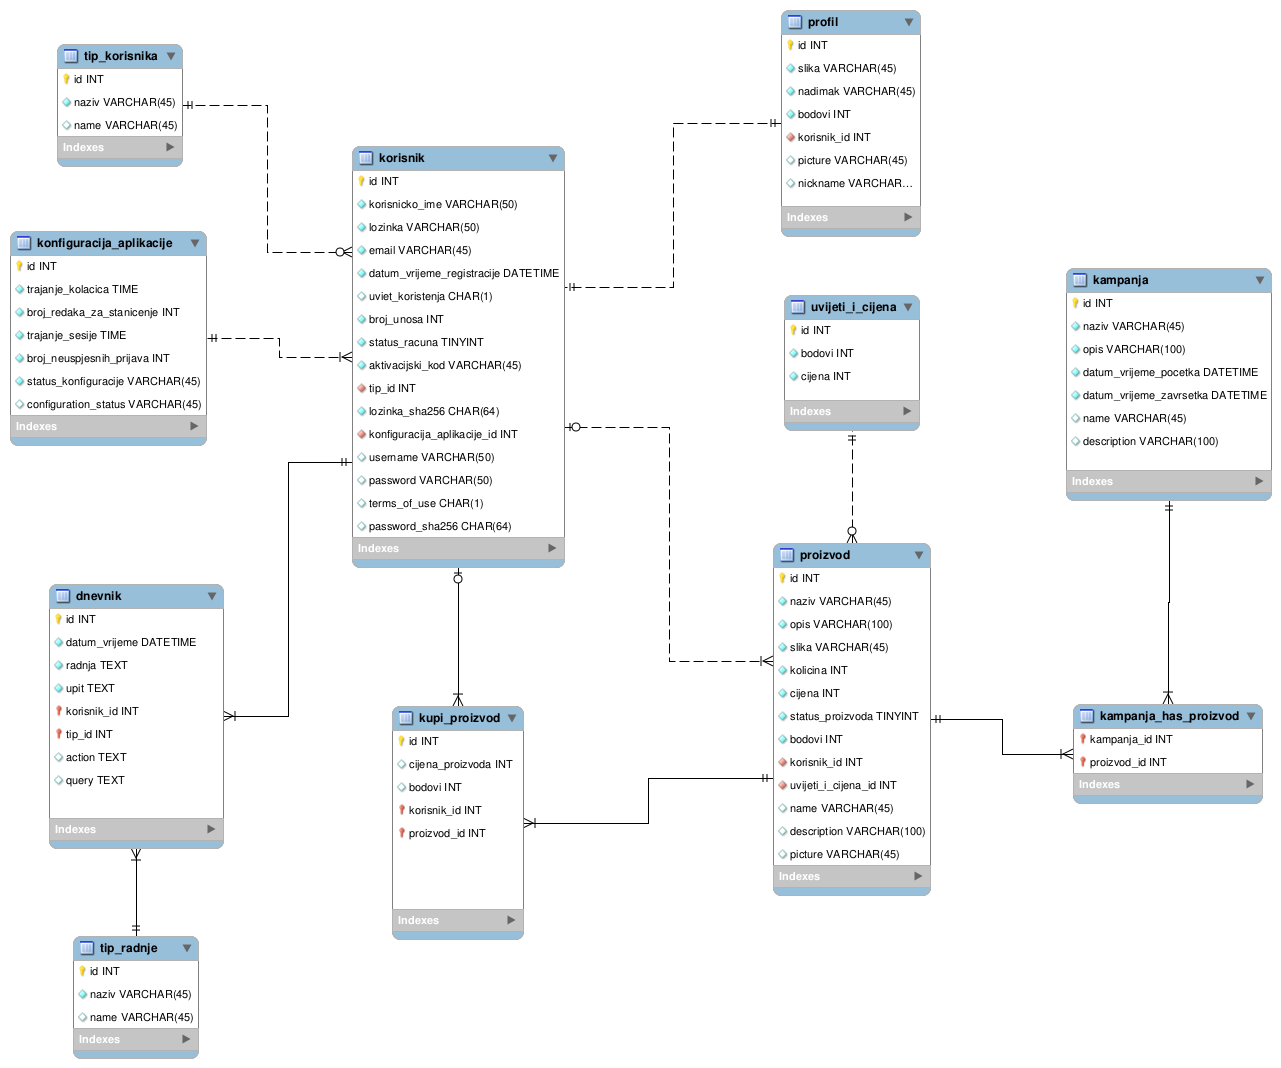 tip_korisnika
id INT
naziv VARCHAR(45)
name VARCHAR(45)
Indexes
profil
id INT
slika VARCHAR(45)
nadimak VARCHAR(45)
bodovi INT
korisnik_id INT
picture VARCHAR(45)
nickname VARCHAR...
Indexes
korisnik
id INT
korisnicko_ime VARCHAR(50)
lozinka VARCHAR(50)
email VARCHAR(45)
datum_vrijeme_registracije DATETIME
uviet_koristenja CHAR(1)
broj_unosa INT
status_racuna TINYINT
aktivacijski_kod VARCHAR(45)
tip_id INT
lozinka_sha256 CHAR(64)
konfiguracija_aplikacije_id INT
username VARCHAR(50)
password VARCHAR(50)
terms_of_use CHAR(1)
password_sha256 CHAR(64)
Indexes
konfiguracija_aplikacije
id INT
trajanje_kolacica TIME
broj_redaka_za_stanicenje INT
trajanje_sesije TIME
broj_neuspjesnih_prijava INT
status_konfiguracije VARCHAR(45)
configuration_status VARCHAR(45)
Indexes
uvijeti_i_cijena
id INT
bodovi INT
cijena INT
Indexes
kampanja
id INT
naziv VARCHAR(45)
opis VARCHAR(100)
datum_vrijeme_pocetka DATETIME
datum_vrijeme_zavrsetka DATETIME
name VARCHAR(45)
description VARCHAR(100)
Indexes
dnevnik
id INT
datum_vrijeme DATETIME
radnja TEXT
upit TEXT
korisnik_id INT
tip_id INT
action TEXT
query TEXT
Indexes
kupi_proizvod
id INT
cijena_proizvoda INT
bodovi INT
korisnik_id INT
proizvod_id INT
Indexes
proizvod
id INT
naziv VARCHAR(45)
opis VARCHAR(100)
slika VARCHAR(45)
kolicina INT
cijena INT
status_proizvoda TINYINT
bodovi INT
korisnik_id INT
uvijeti_i_cijena_id INT
name VARCHAR(45)
description VARCHAR(100)
picture VARCHAR(45)
Indexes
kampanja_has_proizvod
kampanja_id INT
proizvod_id INT
Indexes
tip_radnje
id INT
naziv VARCHAR(45)
name VARCHAR(45)
Indexes